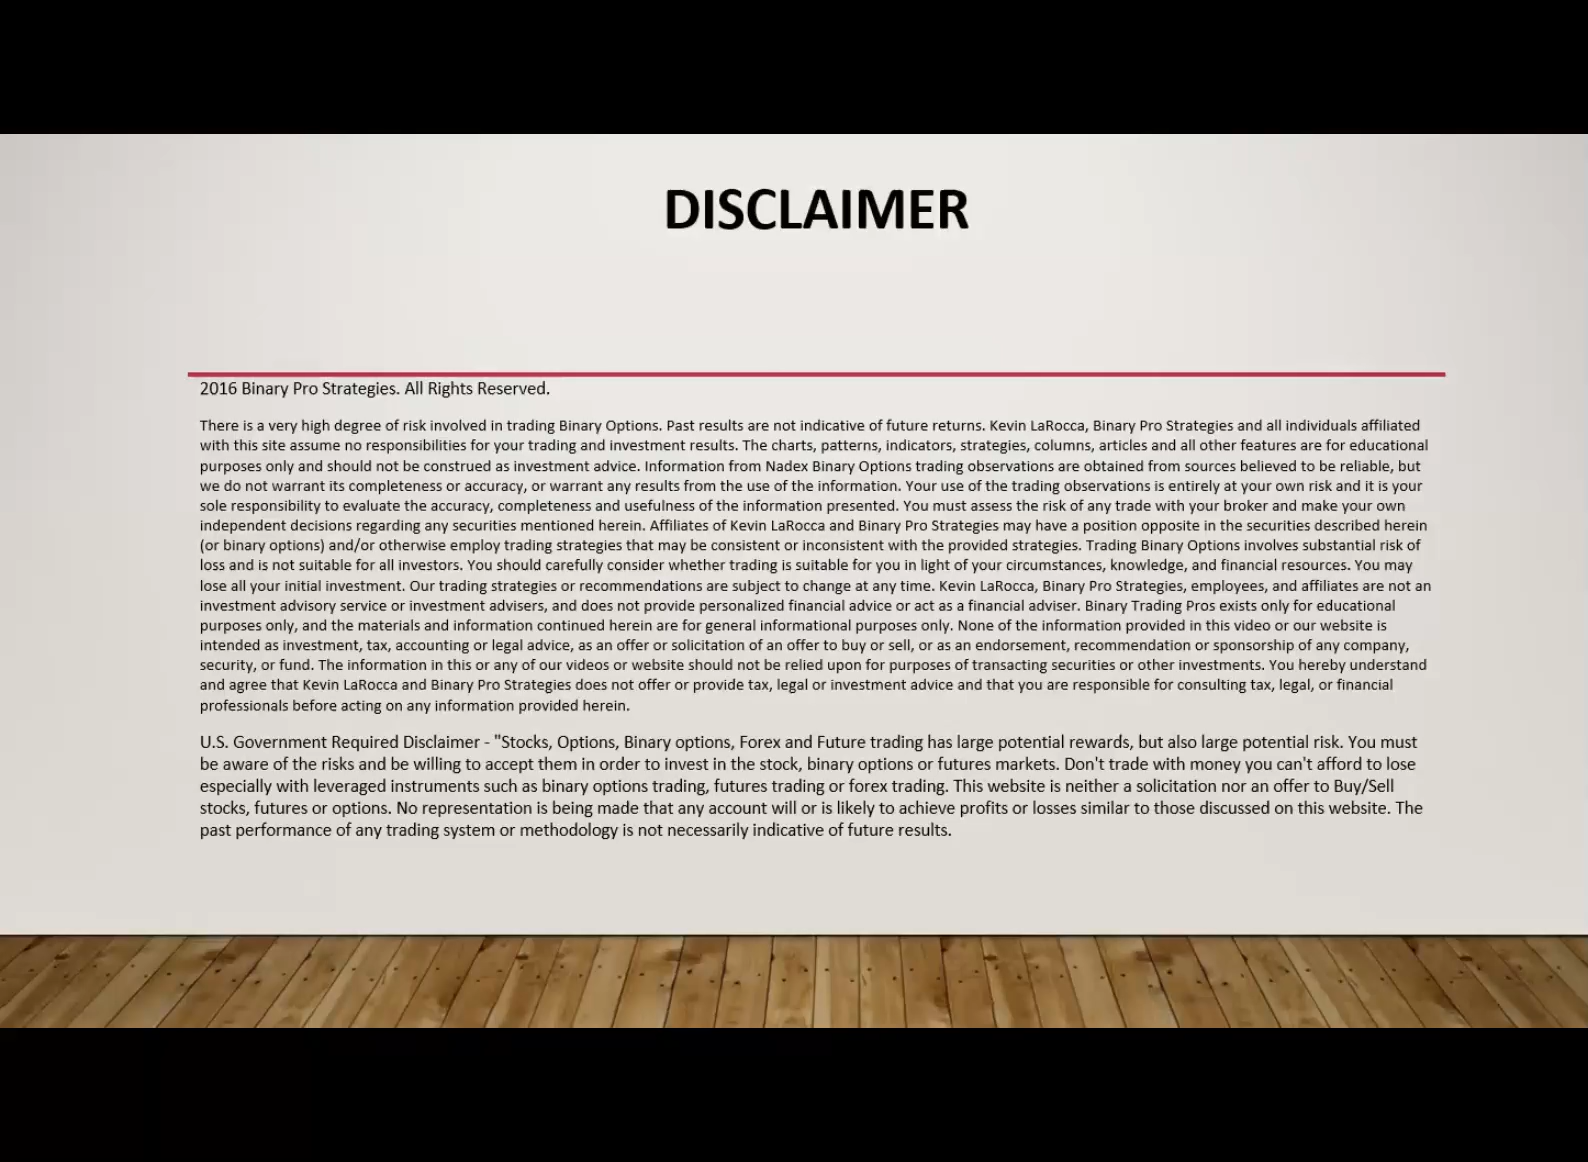 DISCLAIMER
2016 Binary Pro Strategies. All Rights Reserved.
There is a very high degree of risk involved in trading Binary Options. Past results are not indicative of future returns. Kevin LaRocca, Binary Pro Strategies and all individuals affiliated
with this site assume no responsibilities for your trading and investment results. The charts, patterns, indicators, strategies, columns, articles and all other features are for educational
purposes only and should not be construed as investment advice. Information from Nadex Binary Options trading observations are obtained from sources believed to be reliable, but
we do not warrant its completeness or accuracy, or warrant any results from the use of the information. Your use of the trading observations is entirely at your own risk and it is your
sole responsibility to evaluate the accuracy, completeness and usefulness of the information presented. You must assess the risk of any trade with your broker and make your own
independent decisions regarding any securities mentioned herein. Affiliates of Kevin LaRocca and Binary Pro Strategies may have a position opposite in the securities described herein
(or binary options) and/or otherwise employ trading strategies that may be consistent or inconsistent with the provided strategies. Trading Binary Options involves substantial risk of
loss and is not suitable for all investors. You should carefully consider whether trading is suitable for you in light of your circumstances, knowledge, and financial resources. You may
lose all your initial investment. Our trading strategies or recommendations are subject to change at any time. Kevin LaRocca, Binary Pro Strategies, employees, and affiliates are not an
investment advisory service or investment advisers, and does not provide personalized financial advice or act as a financial adviser. Binary Trading Pros exists only for educational
purposes only, and the materials and information continued herein are for general informational purposes only. None of the information provided in this video or our website is
intended as investment, tax, accounting or legal advice, as an offer or solicitation of an offer to buy or sell, or as an endorsement, recommendation or sponsorship of any company,
security, or fund. The information in this or any of our videos or website should not be relied upon for purposes of transacting securities or other investments. You hereby understand
and agree that Kevin LaRocca and Binary Pro Strategies does not offer or provide tax, legal or investment advice and that you are responsible for consulting tax, legal, or financial
professionals before acting on any information provided herein.
U.S. Government Required Disclaimer - "Stocks, Options, Binary options, Forex and Future trading has large potential rewards, but also large potential risk. You must
be aware of the risks and be willing to accept them in order to invest in the stock, binary options or futures markets. Don't trade with money you can't afford to lose
especially with leveraged instruments such as binary options trading, futures trading or forex trading. This website is neither a solicitation nor an offer to Buy/Sell
stocks, futures or options. No representation is being made that any account will or is likely to achieve profits or losses similar to those discussed on this website. The
past performance of any trading system or methodology is not necessarily indicative of future results.